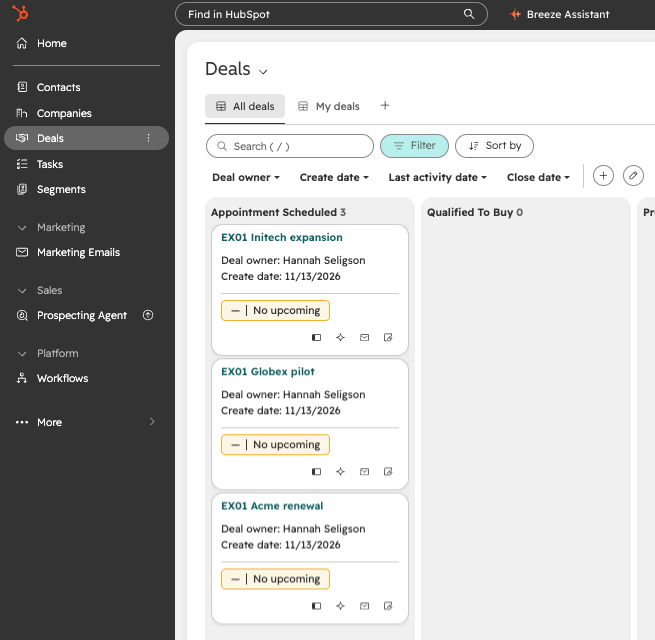 Find in HubSpot
Breeze Assistant
Home
Contacts
Companies
Deals
Tasks
Segments
Marketing
Marketing Emails
Sales
Prospecting Agent
Platform
Workflows
More
Deals
All deals
My deals
Search ( / )
Filter
Sort by
Deal owner
Create date
Last activity date
Close date
Appointment Scheduled 3
EX01 Initech expansion
Deal owner: Hannah Seligson
Create date: 11/13/2026
— | No upcoming
EX01 Globex pilot
Deal owner: Hannah Seligson
Create date: 11/13/2026
— | No upcoming
EX01 Acme renewal
Deal owner: Hannah Seligson
Create date: 11/13/2026
— | No upcoming
Qualified To Buy 0
Pr